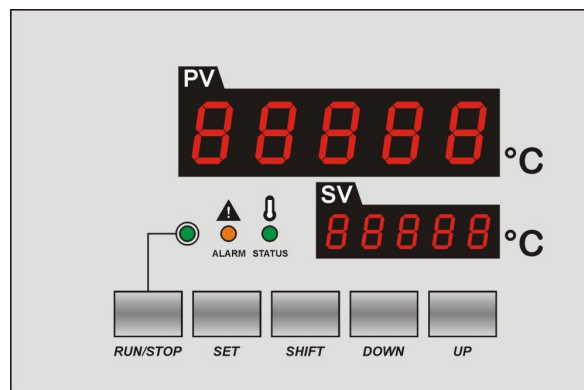 PV
88888
°C
SV
88888
°C
ALARM STATUS
RUN/STOP SET SHIFT DOWN UP